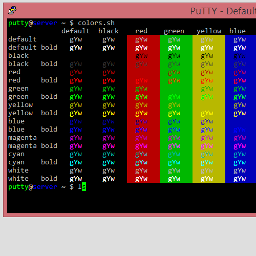 PuTTY - Default
putty@ ~ $ colors.sh
default black red green yellow blue
default gYw gYw gYw gYw gYw gYw
default bold gYw gYw gYw gYw gYw gYw
black gYw gYw gYw gYw
black bold gYw gYw gYw gYw gYw gYw
red gYw gYw gYw gYw gYw gYw
red bold gYw gYw gYw gYw gYw gYw
green gYw gYw gYw gYw gYw gYw
green bold gYw gYw gYw gYw gYw gYw
yellow gYw gYw gYw gYw gYw gYw
yellow bold gYw gYw gYw gYw gYw gYw
blue gYw gYw gYw gYw gYw gYw
blue bold gYw gYw gYw gYw gYw gYw
magenta gYw gYw gYw gYw gYw gYw
magenta bold gYw gYw gYw gYw gYw gYw
cyan gYw gYw gYw gYw gYw gYw
cyan bold gYw gYw gYw gYw gYw gYw
white gYw gYw gYw gYw gYw gYw
white bold gYw gYw gYw gYw gYw gYw
putty@ ~ $